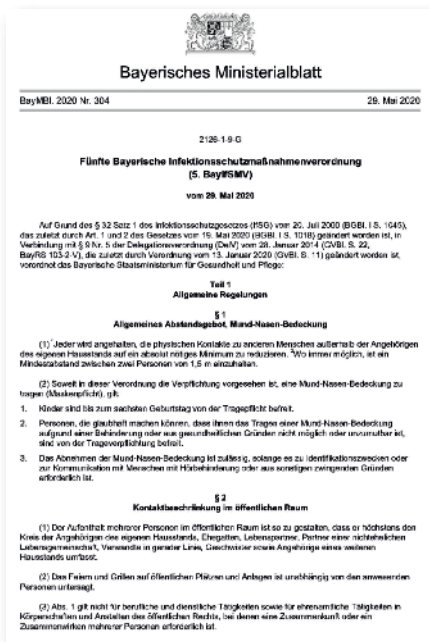 Bayerisches Ministerialblatt
BayMBl. 2020 Nr. 304 29. Mai 2020
2126-1-9-G
Fünfte Bayerische Infektionsschutzmaßnahmenverordnung
(5. BayIfSMV)
vom 29. Mai 2020
Auf Grund des § 32 Satz 1 des Infektionsschutzgesetzes (IfSG) vom 20. Juli 2000 (BGBl. I S. 1045),
das zuletzt durch Art. 1 und 2 des Gesetzes vom 19. Mai 2020 (BGBl. I S. 1018) geändert worden ist, in
Verbindung mit § 9 Nr. 5 der Delegationsverordnung (DelV) vom 28. Januar 2014 (GVBl. S. 22,
BayRS 103-2-V), die zuletzt durch Verordnung vom 13. Januar 2020 (GVBl. S. 11) geändert worden ist,
verordnet das Bayerische Staatsministerium für Gesundheit und Pflege:
Teil 1
Allgemeine Regelungen
§ 1
Allgemeines Abstandsgebot, Mund-Nasen-Bedeckung
(1) ¹Jeder wird angehalten, die physischen Kontakte zu anderen Menschen außerhalb der Angehörigen
des eigenen Hausstands auf ein absolut nötiges Minimum zu reduzieren. ²Wo immer möglich, ist ein
Mindestabstand zwischen zwei Personen von 1,5 m einzuhalten.
(2) Soweit in dieser Verordnung die Verpflichtung vorgesehen ist, eine Mund-Nasen-Bedeckung zu
tragen (Maskenpflicht), gilt:
1. Kinder sind bis zum sechsten Geburtstag von der Tragepflicht befreit.
2. Personen, die glaubhaft machen können, dass ihnen das Tragen einer Mund-Nasen-Bedeckung
aufgrund einer Behinderung oder aus gesundheitlichen Gründen nicht möglich oder unzumutbar ist,
sind von der Trageverpflichtung befreit.
3. Das Abnehmen der Mund-Nasen-Bedeckung ist zulässig, solange es zu Identifikationszwecken oder
zur Kommunikation mit Menschen mit Hörbehinderung oder aus sonstigen zwingenden Gründen
erforderlich ist.
§ 2
Kontaktbeschränkung im öffentlichen Raum
(1) Der Aufenthalt mehrerer Personen im öffentlichen Raum ist so zu gestalten, dass er höchstens den
Kreis der Angehörigen des eigenen Hausstands, Ehegatten, Lebenspartner, Partner einer nichtehelichen
Lebensgemeinschaft, Verwandte in gerader Linie, Geschwister sowie Angehörige eines weiteren
Hausstands umfasst.
(2) Das Feiern und Grillen auf öffentlichen Plätzen und Anlagen ist unabhängig von den anwesenden
Personen untersagt.
(3) Abs. 1 gilt nicht für berufliche und dienstliche Tätigkeiten sowie für ehrenamtliche Tätigkeiten in
Körperschaften und Anstalten des öffentlichen Rechts, bei denen eine Zusammenkunft oder ein
Zusammenwirken mehrerer Personen erforderlich ist.